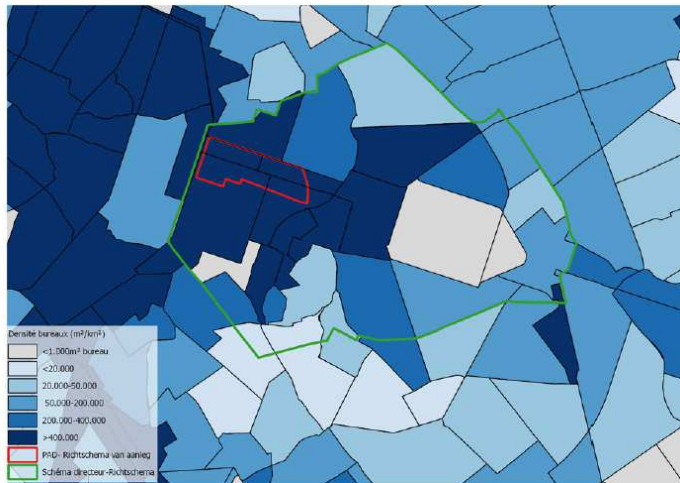 Densité bureaux (m²/km²)
<1.000m² bureau
<20.000
20.000-50.000
50.000-200.000
200.000-400.000
>400.000
PAD- Richtschema van aanleg
Schéma directeur-Richtschema